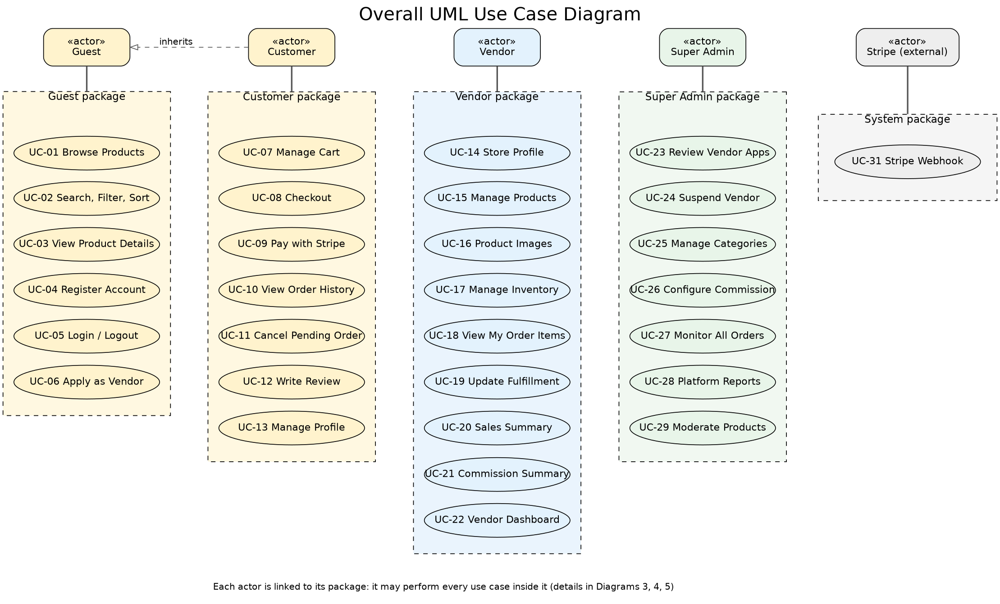 Overall UML Use Case Diagram
«actor»
Guest
inherits
«actor»
Customer
«actor»
Vendor
«actor»
Super Admin
«actor»
Stripe (external)
Guest package
UC-01 Browse Products
UC-02 Search, Filter, Sort
UC-03 View Product Details
UC-04 Register Account
UC-05 Login / Logout
UC-06 Apply as Vendor
Customer package
UC-07 Manage Cart
UC-08 Checkout
UC-09 Pay with Stripe
UC-10 View Order History
UC-11 Cancel Pending Order
UC-12 Write Review
UC-13 Manage Profile
Vendor package
UC-14 Store Profile
UC-15 Manage Products
UC-16 Product Images
UC-17 Manage Inventory
UC-18 View My Order Items
UC-19 Update Fulfillment
UC-20 Sales Summary
UC-21 Commission Summary
UC-22 Vendor Dashboard
Super Admin package
UC-23 Review Vendor Apps
UC-24 Suspend Vendor
UC-25 Manage Categories
UC-26 Configure Commission
UC-27 Monitor All Orders
UC-28 Platform Reports
UC-29 Moderate Products
System package
UC-31 Stripe Webhook
Each actor is linked to its package: it may perform every use case inside it (details in Diagrams 3, 4, 5)